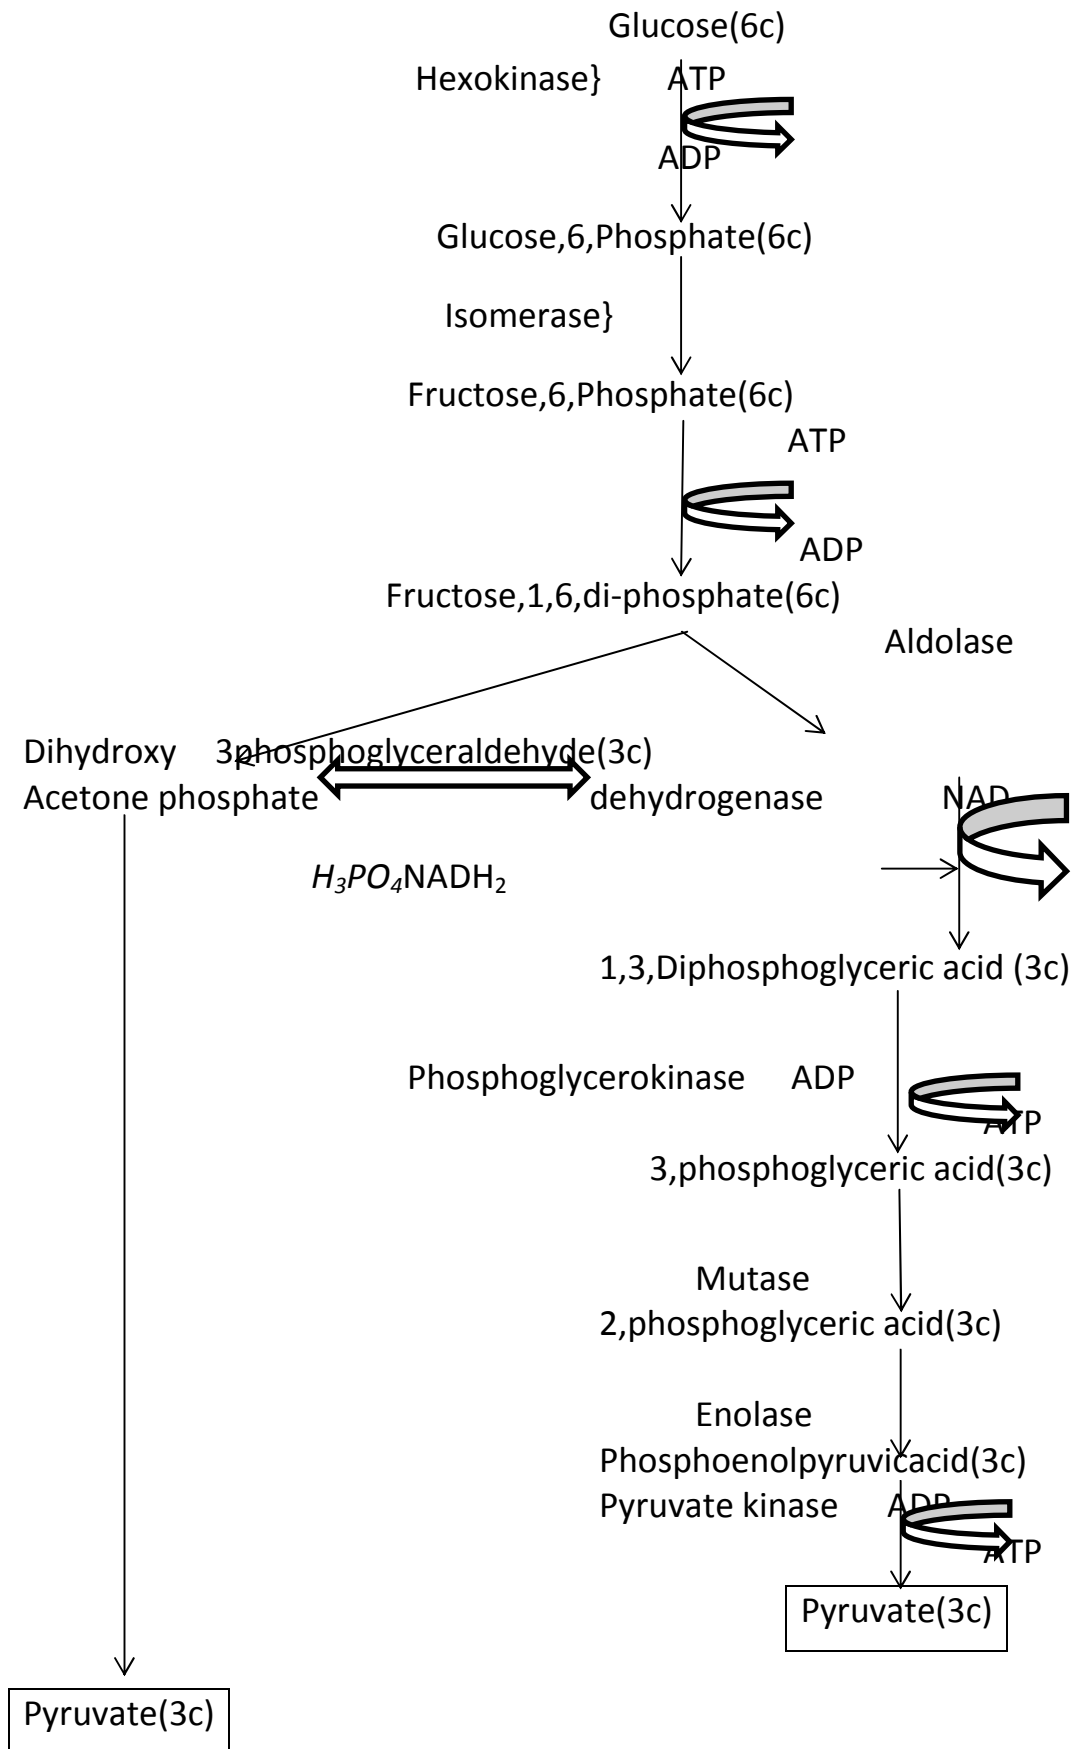 Glucose(6c)
Hexokinase} ATP
ADP
Glucose,6,Phosphate(6c)
Isomerase}
Fructose,6,Phosphate(6c)
ATP
ADP
Fructose,1,6,di-phosphate(6c)
Aldolase
Dihydroxy 3phosphoglyceraldehyde(3c)
Acetone phosphate dehydrogenase NAD
H₃PO₄NADH₂
1,3,Diphosphoglyceric acid (3c)
Phosphoglycerokinase ADP
ATP
3,phosphoglyceric acid(3c)
Mutase
2,phosphoglyceric acid(3c)
Enolase
Phosphoenolpyruvicacid(3c)
Pyruvate kinase ADP
ATP
Pyruvate(3c)
Pyruvate(3c)